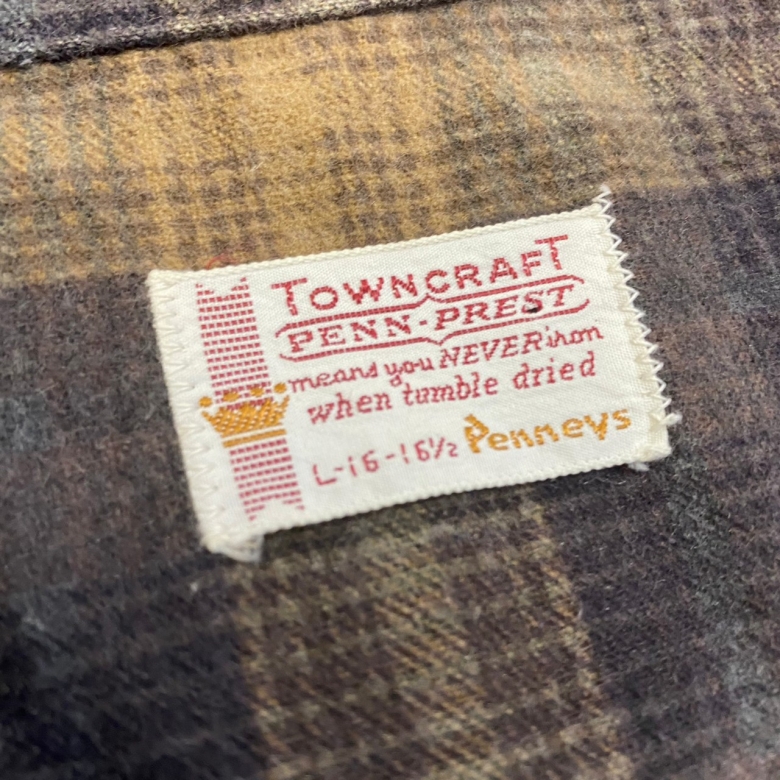 TOWNCRAFT
PENN-PREST
means you NEVER iron
when tumble dried
L-16-16½ Penneys